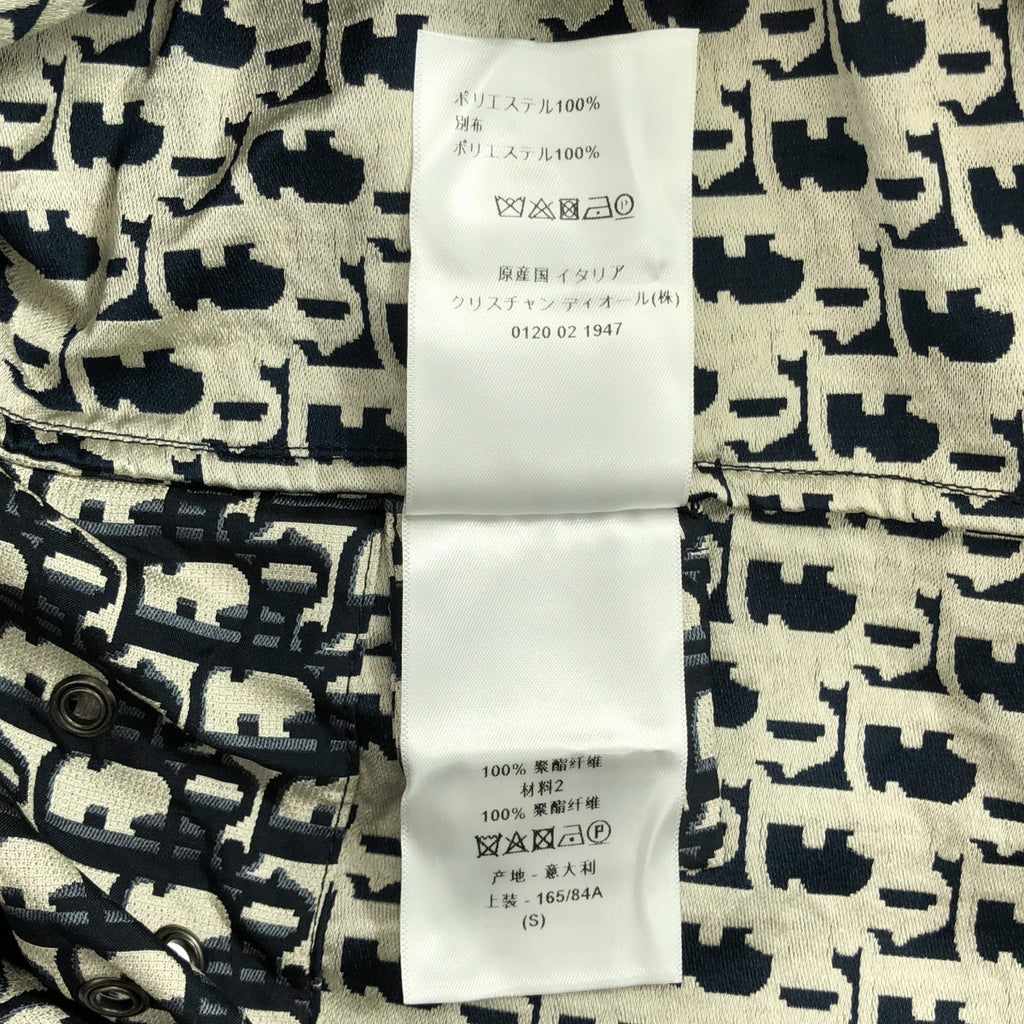 ポリエステル100%
別布
ポリエステル100%
P
原産国 イタリア
クリスチャン ディオール(株)
0120 02 1947
100% 聚酯纤维
材料2
100% 聚酯纤维
P
产地 - 意大利
上装 - 165/84A
(S)